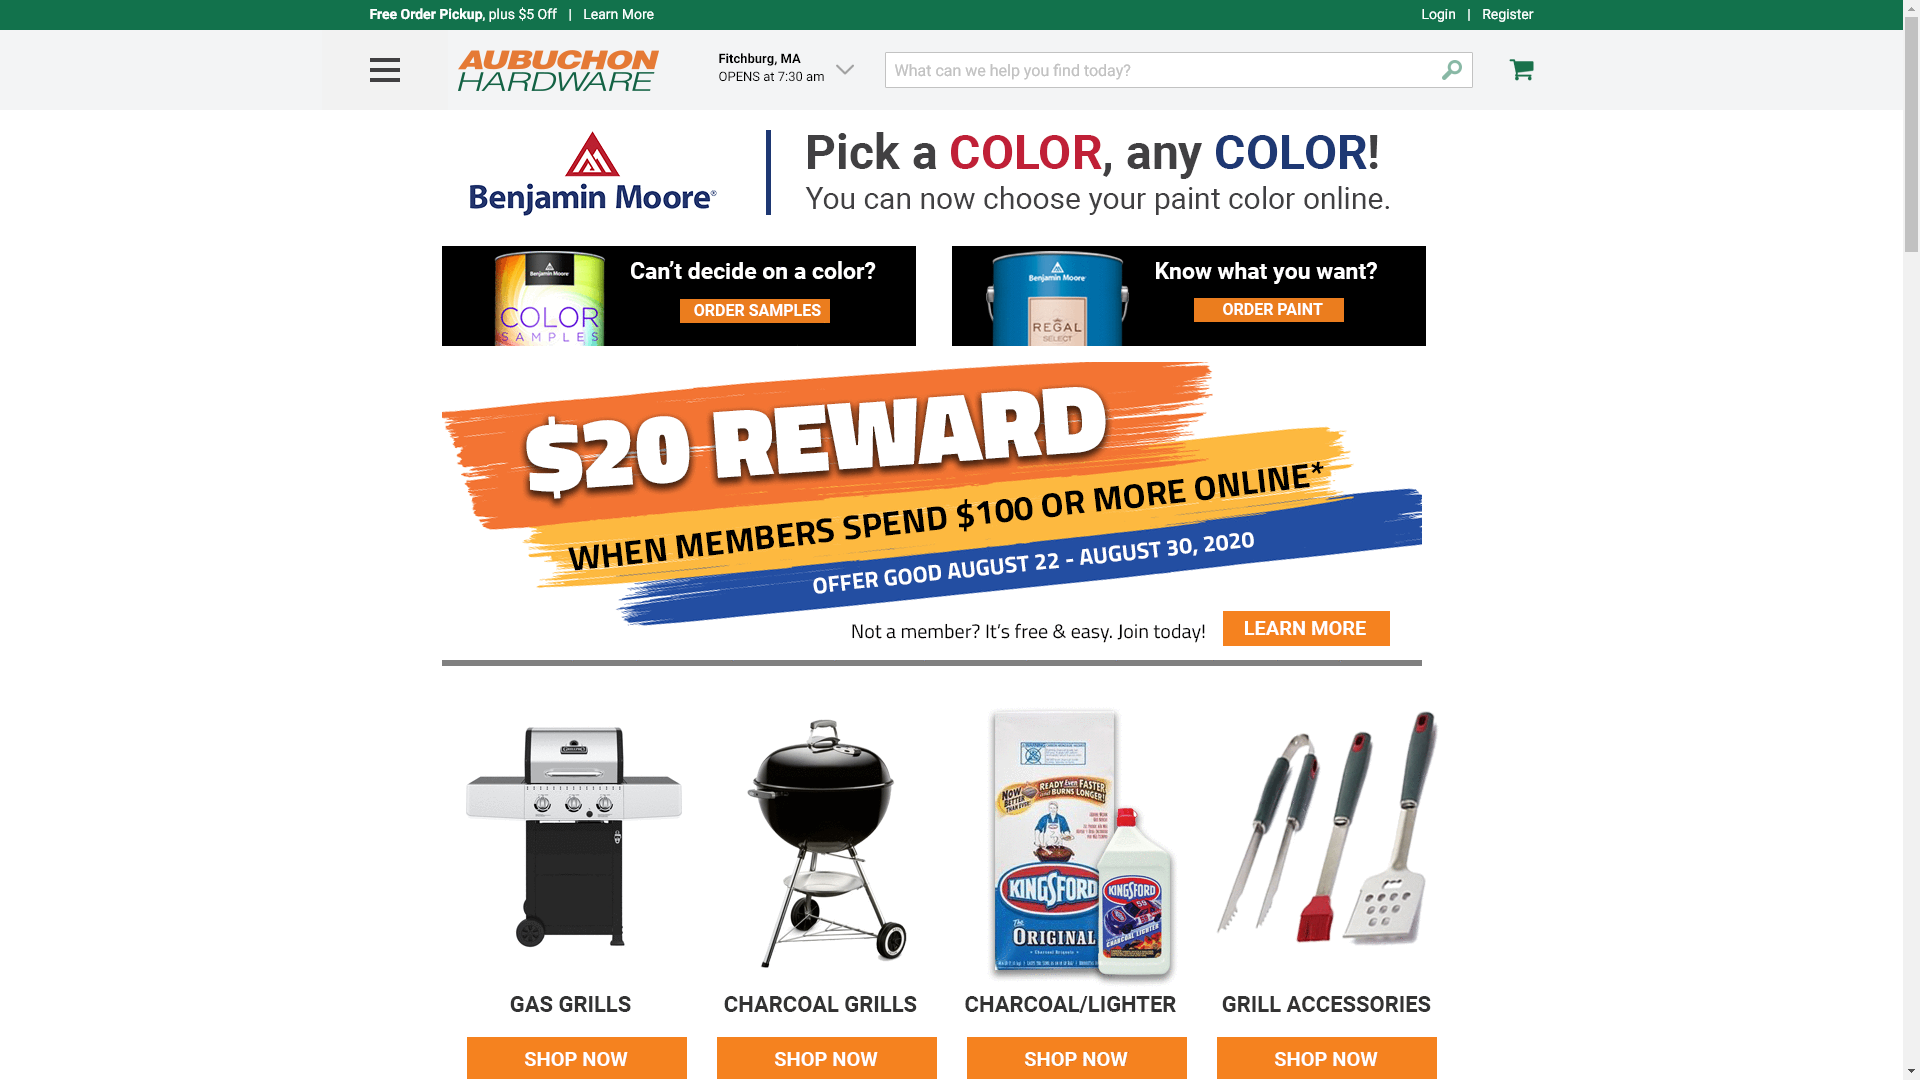 Free Order Pickup, plus $5 Off | Learn More
Login | Register
AUBUCHON
HARDWARE
Fitchburg, MA
OPENS at 7:30 am
What can we help you find today?
Benjamin Moore®
Pick a COLOR, any COLOR!
You can now choose your paint color online.
Benjamin Moore
COLOR
SAMPLES
Can't decide on a color?
ORDER SAMPLES
Benjamin Moore
REGAL
SELECT
Know what you want?
ORDER PAINT
$20 REWARD
WHEN MEMBERS SPEND $100 OR MORE ONLINE*
OFFER GOOD AUGUST 22 - AUGUST 30, 2020
Not a member? It's free & easy. Join today!
LEARN MORE
NOW
BETTER
THAN EVER!
READY Even FASTER
and BURNS LONGER!
KINGSFORD
The
ORIGINAL
KINGSFORD
CHARCOAL LIGHTER
GAS GRILLS
CHARCOAL GRILLS
CHARCOAL/LIGHTER
GRILL ACCESSORIES
SHOP NOW
SHOP NOW
SHOP NOW
SHOP NOW